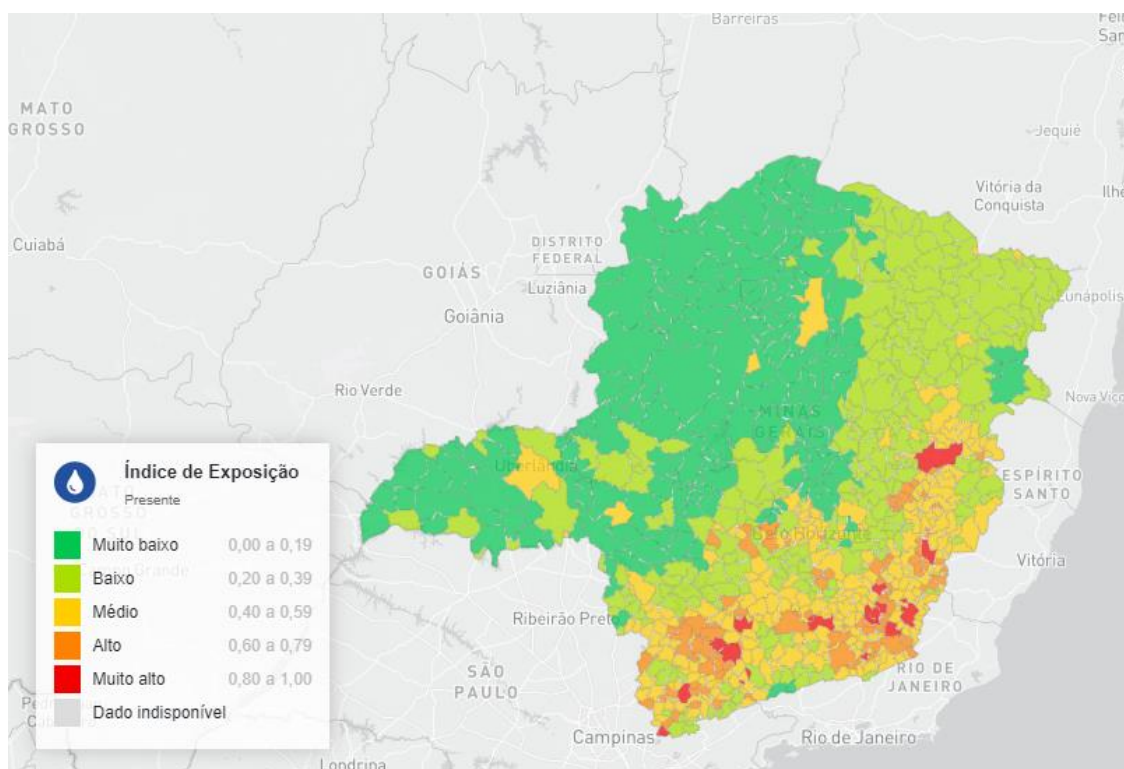 Barreiras
Fei
San
MATO
GROSSO
Jequié
Vitória da
Conquista
Ilhe
Cuiabá
DISTRITO
FEDERAL
GOIÁS
Luziânia
Goiânia
Eunápolis
Rio Verde
Nova Viço
MINAS
GERAIS
Uberlândia
ESPÍRITO
SANTO
Belo Horizonte
Vitória
Ribeirão Preto
SÃO
PAULO
RIO DE
JANEIRO
Campinas
Rio de Janeiro
Londrina
Índice de Exposição
Presente
Muito baixo 0,00 a 0,19
Baixo 0,20 a 0,39
Médio 0,40 a 0,59
Alto 0,60 a 0,79
Muito alto 0,80 a 1,00
Dado indisponível